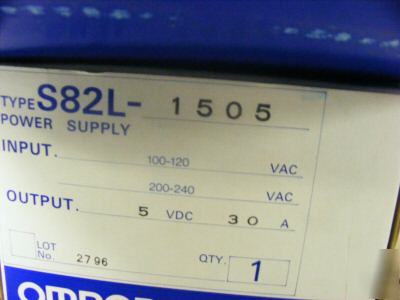 TYPE S82L- 1505
POWER SUPPLY
INPUT. 100-120 VAC
200-240 VAC
OUTPUT. 5 VDC 30 A
LOT No. 2796
QTY. 1